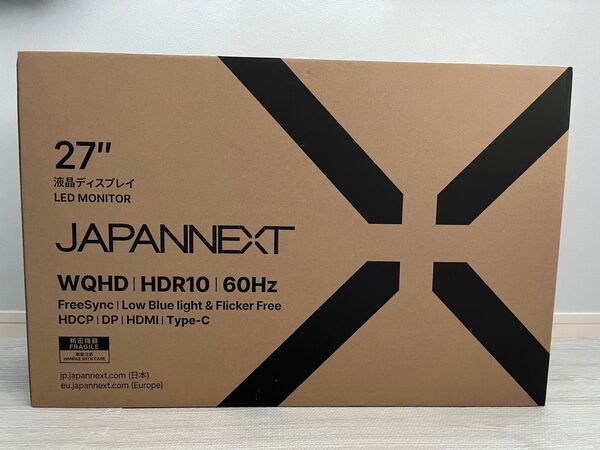 27"
液晶ディスプレイ
LED MONITOR
JAPANNEXT
WQHD | HDR10 | 60Hz
FreeSync | Low Blue light & Flicker Free
HDCP | DP | HDMI | Type-C
精密機器
FRAGILE
取扱注意
HANDLE WITH CARE
jp.japannext.com (日本)
eu.japannext.com (Europe)